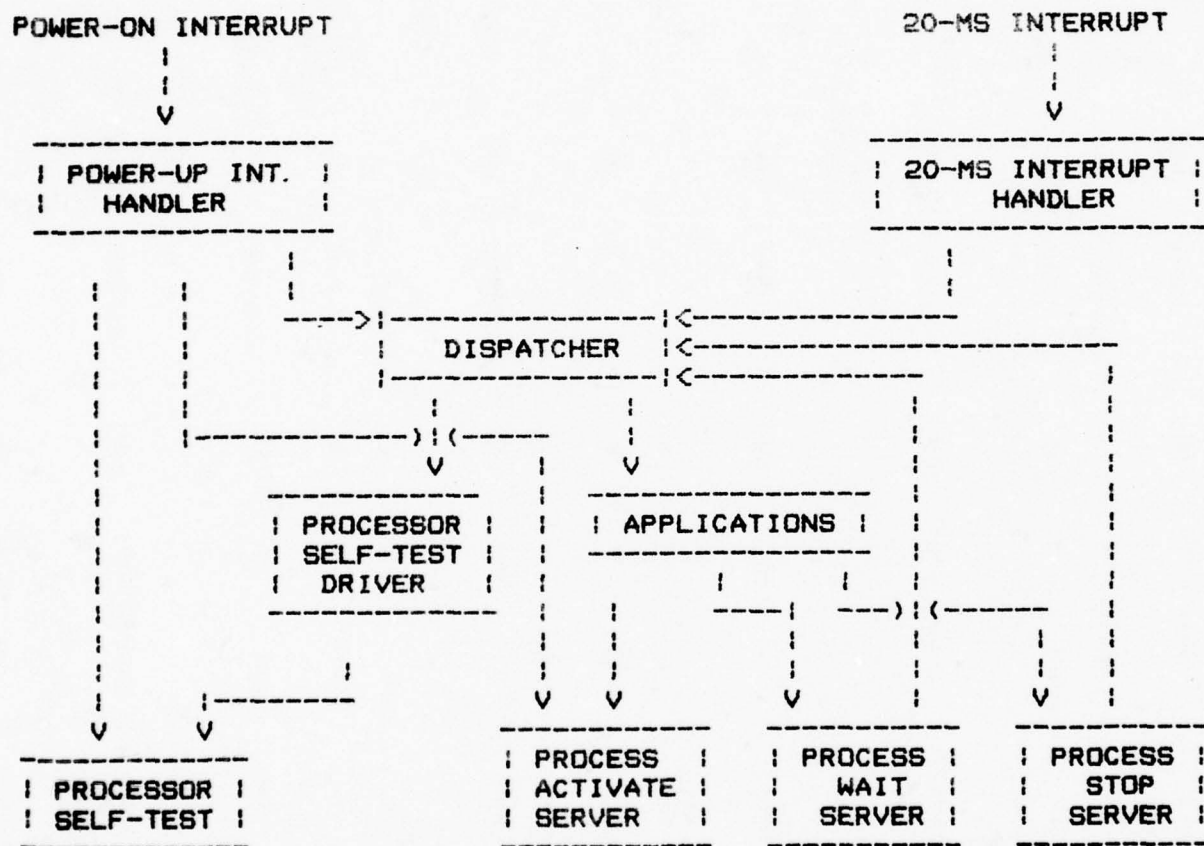 POWER-ON INTERRUPT
20-MS INTERRUPT
POWER-UP INT.
HANDLER
20-MS INTERRUPT
HANDLER
DISPATCHER
PROCESSOR
SELF-TEST
DRIVER
APPLICATIONS
PROCESSOR
SELF-TEST
PROCESS
ACTIVATE
SERVER
PROCESS
WAIT
SERVER
PROCESS
STOP
SERVER